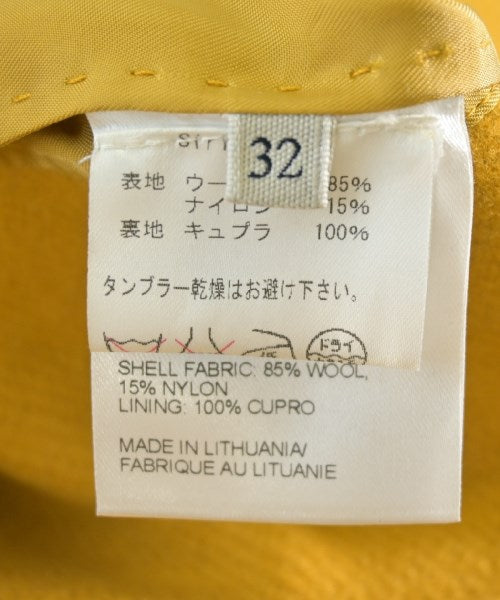 32
表地 ウー 85%
ナイロン 15%
裏地 キュプラ 100%
タンブラー乾燥はお避け下さい。
ドライ
SHELL FABRIC: 85% WOOL,
15% NYLON
LINING: 100% CUPRO
MADE IN LITHUANIA/
FABRIQUE AU LITUANIE